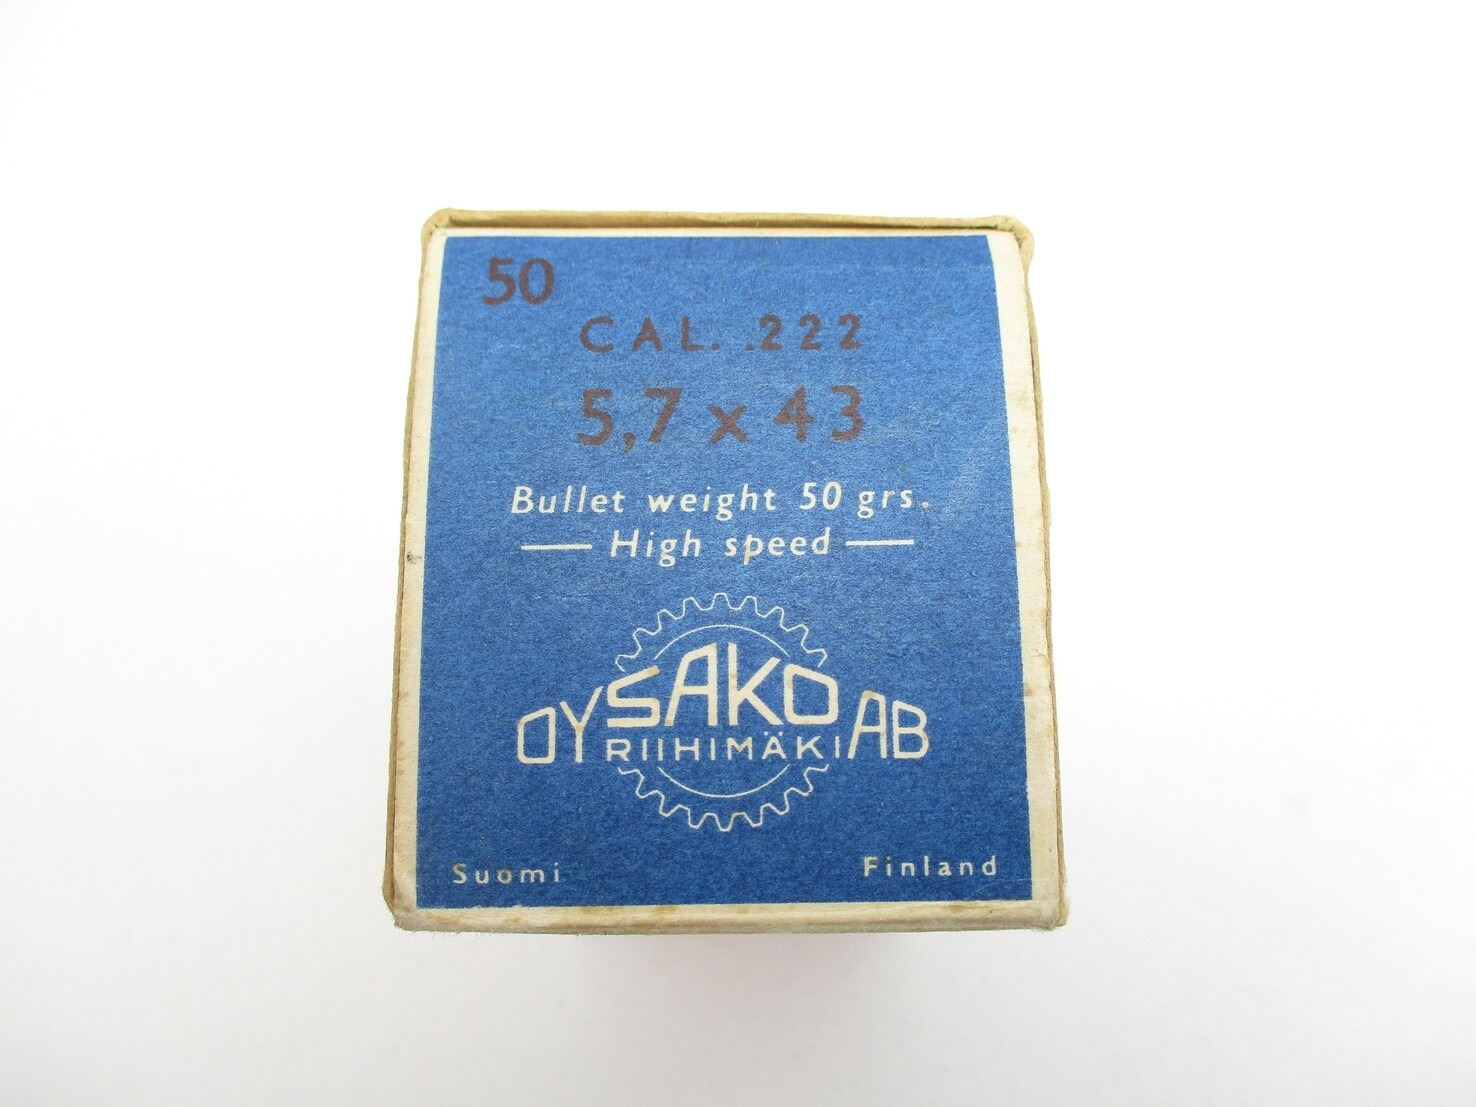 50
CAL. .222
5,7 x 43
Bullet weight 50 grs.
— High speed —
OY SAKO AB
RIIHIMÄKI
Suomi Finland